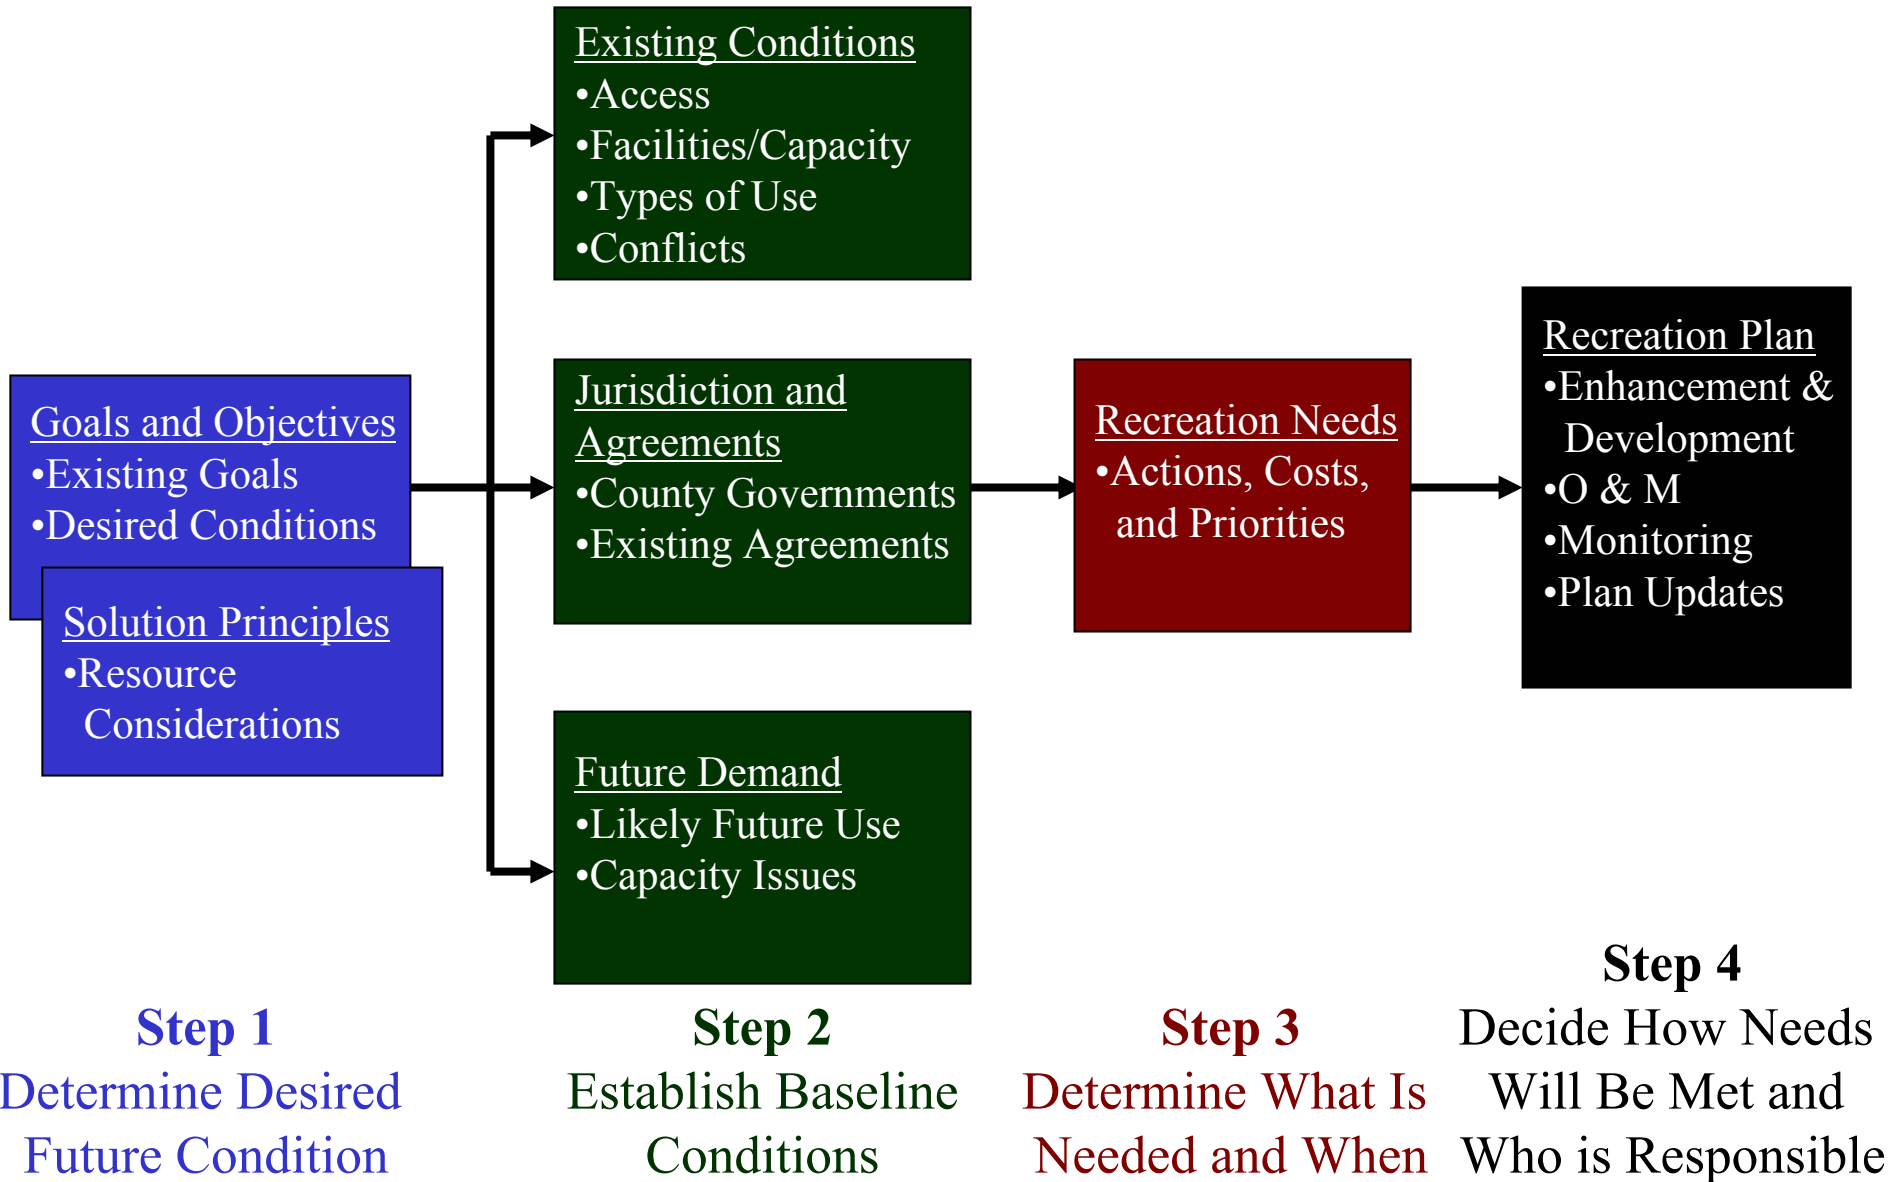 Existing Conditions
•Access
•Facilities/Capacity
•Types of Use
•Conflicts
Goals and Objectives
•Existing Goals
•Desired Conditions
Solution Principles
•Resource
Considerations
Jurisdiction and
Agreements
•County Governments
•Existing Agreements
Future Demand
•Likely Future Use
•Capacity Issues
Recreation Needs
•Actions, Costs,
and Priorities
Recreation Plan
•Enhancement &
Development
•O & M
•Monitoring
•Plan Updates
Step 1
Determine Desired
Future Condition
Step 2
Establish Baseline
Conditions
Step 3
Determine What Is
Needed and When
Step 4
Decide How Needs
Will Be Met and
Who is Responsible